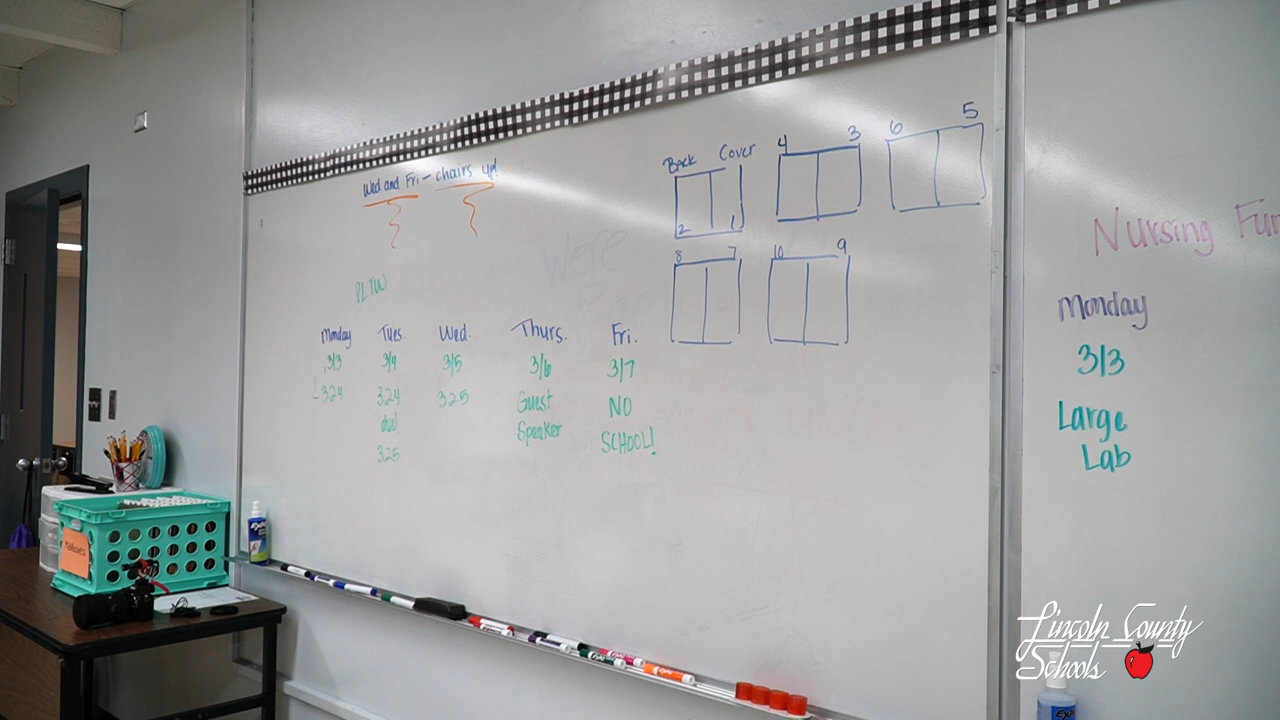 Wed and Fri - chairs up!
Back Cover
2 1
4 3
6 5
8 7
10 9
Were
PLTW
Monday Tues. Wed. Thurs. Fri.
3/3 3/4 3/5 3/6 3/7
3.2.4 3.2.4 3.2.5 Guest NO
due! Speaker SCHOOL!
3.2.5
Nursing Fun
Monday
3/3
Large
Lab
Lincoln County
Schools